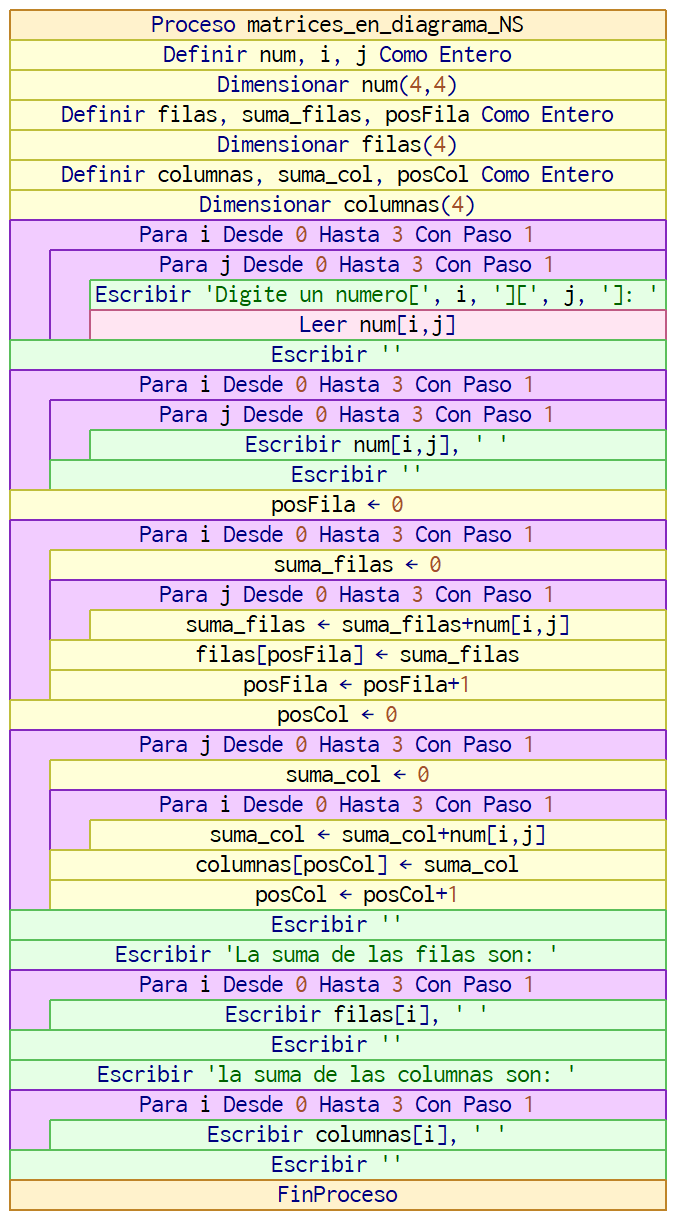 Proceso matrices_en_diagrama_NS
Definir num, i, j Como Entero
Dimensionar num(4,4)
Definir filas, suma_filas, posFila Como Entero
Dimensionar filas(4)
Definir columnas, suma_col, posCol Como Entero
Dimensionar columnas(4)
Para i Desde 0 Hasta 3 Con Paso 1
Para j Desde 0 Hasta 3 Con Paso 1
Escribir 'Digite un numero[', i, '][', j, ']: '
Leer num[i,j]
Escribir ''
Para i Desde 0 Hasta 3 Con Paso 1
Para j Desde 0 Hasta 3 Con Paso 1
Escribir num[i,j], ' '
Escribir ''
posFila ← 0
Para i Desde 0 Hasta 3 Con Paso 1
suma_filas ← 0
Para j Desde 0 Hasta 3 Con Paso 1
suma_filas ← suma_filas+num[i,j]
filas[posFila] ← suma_filas
posFila ← posFila+1
posCol ← 0
Para j Desde 0 Hasta 3 Con Paso 1
suma_col ← 0
Para i Desde 0 Hasta 3 Con Paso 1
suma_col ← suma_col+num[i,j]
columnas[posCol] ← suma_col
posCol ← posCol+1
Escribir ''
Escribir 'La suma de las filas son: '
Para i Desde 0 Hasta 3 Con Paso 1
Escribir filas[i], ' '
Escribir ''
Escribir 'la suma de las columnas son: '
Para i Desde 0 Hasta 3 Con Paso 1
Escribir columnas[i], ' '
Escribir ''
FinProceso